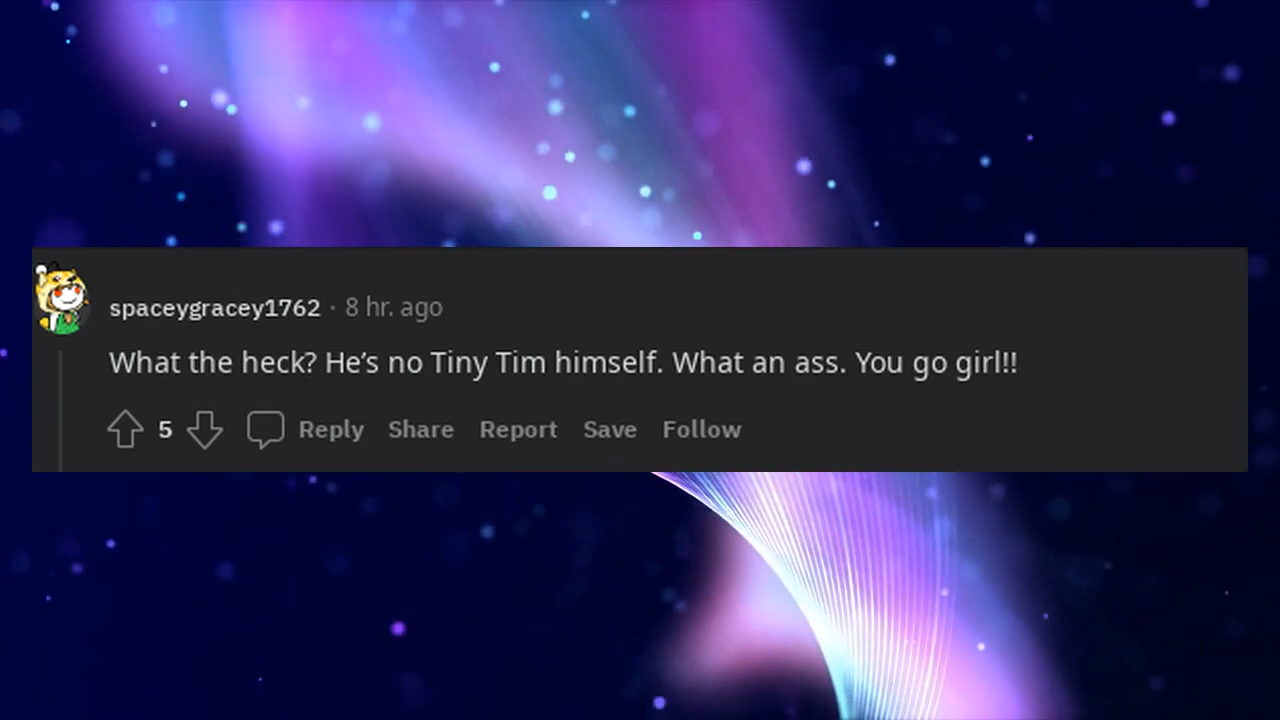 spaceygracey1762 · 8 hr. ago
What the heck? He’s no Tiny Tim himself. What an ass. You go girl!!
5 Reply Share Report Save Follow